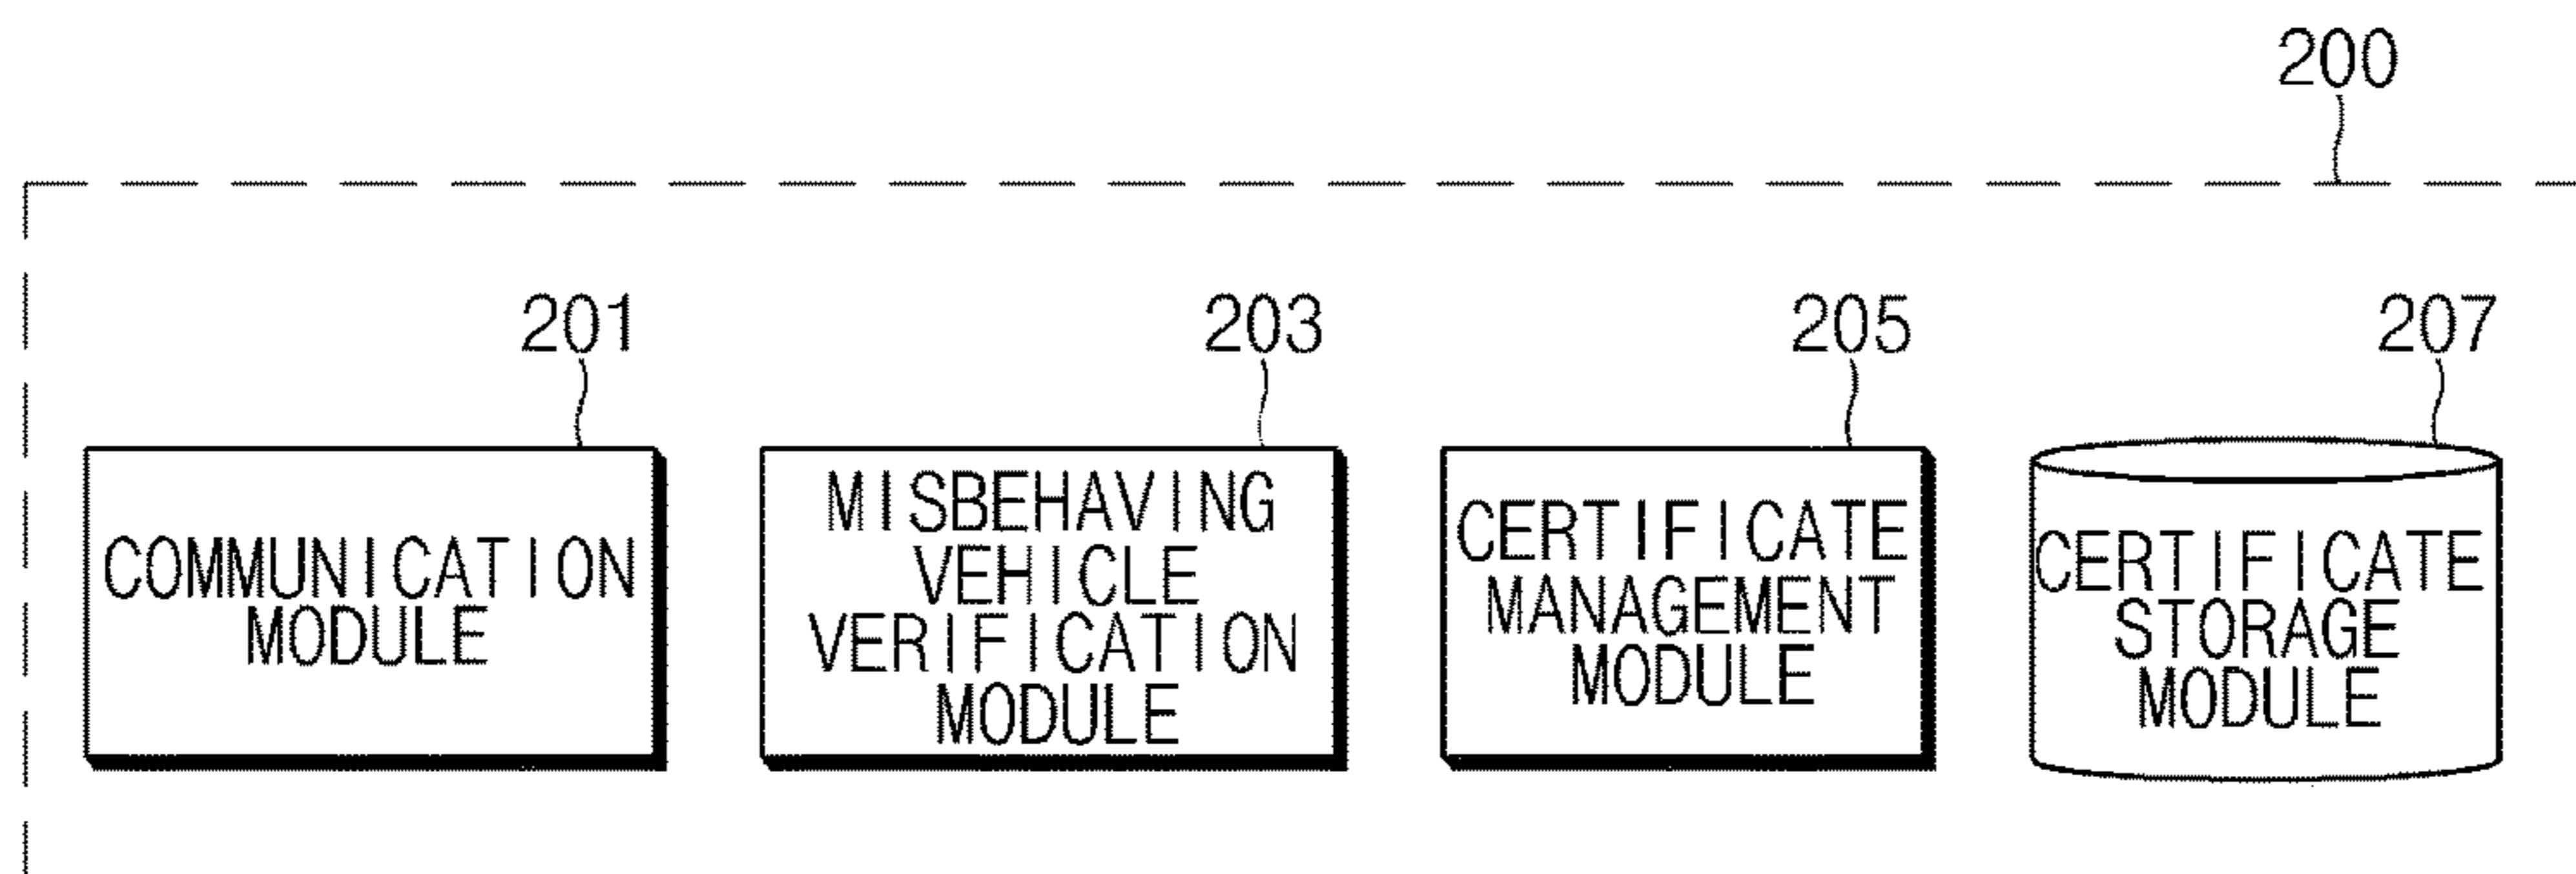 200
201
203
205
207
COMMUNICATION
MODULE
MISBEHAVING
VEHICLE
VERIFICATION
MODULE
CERTIFICATE
MANAGEMENT
MODULE
CERTIFICATE
STORAGE
MODULE